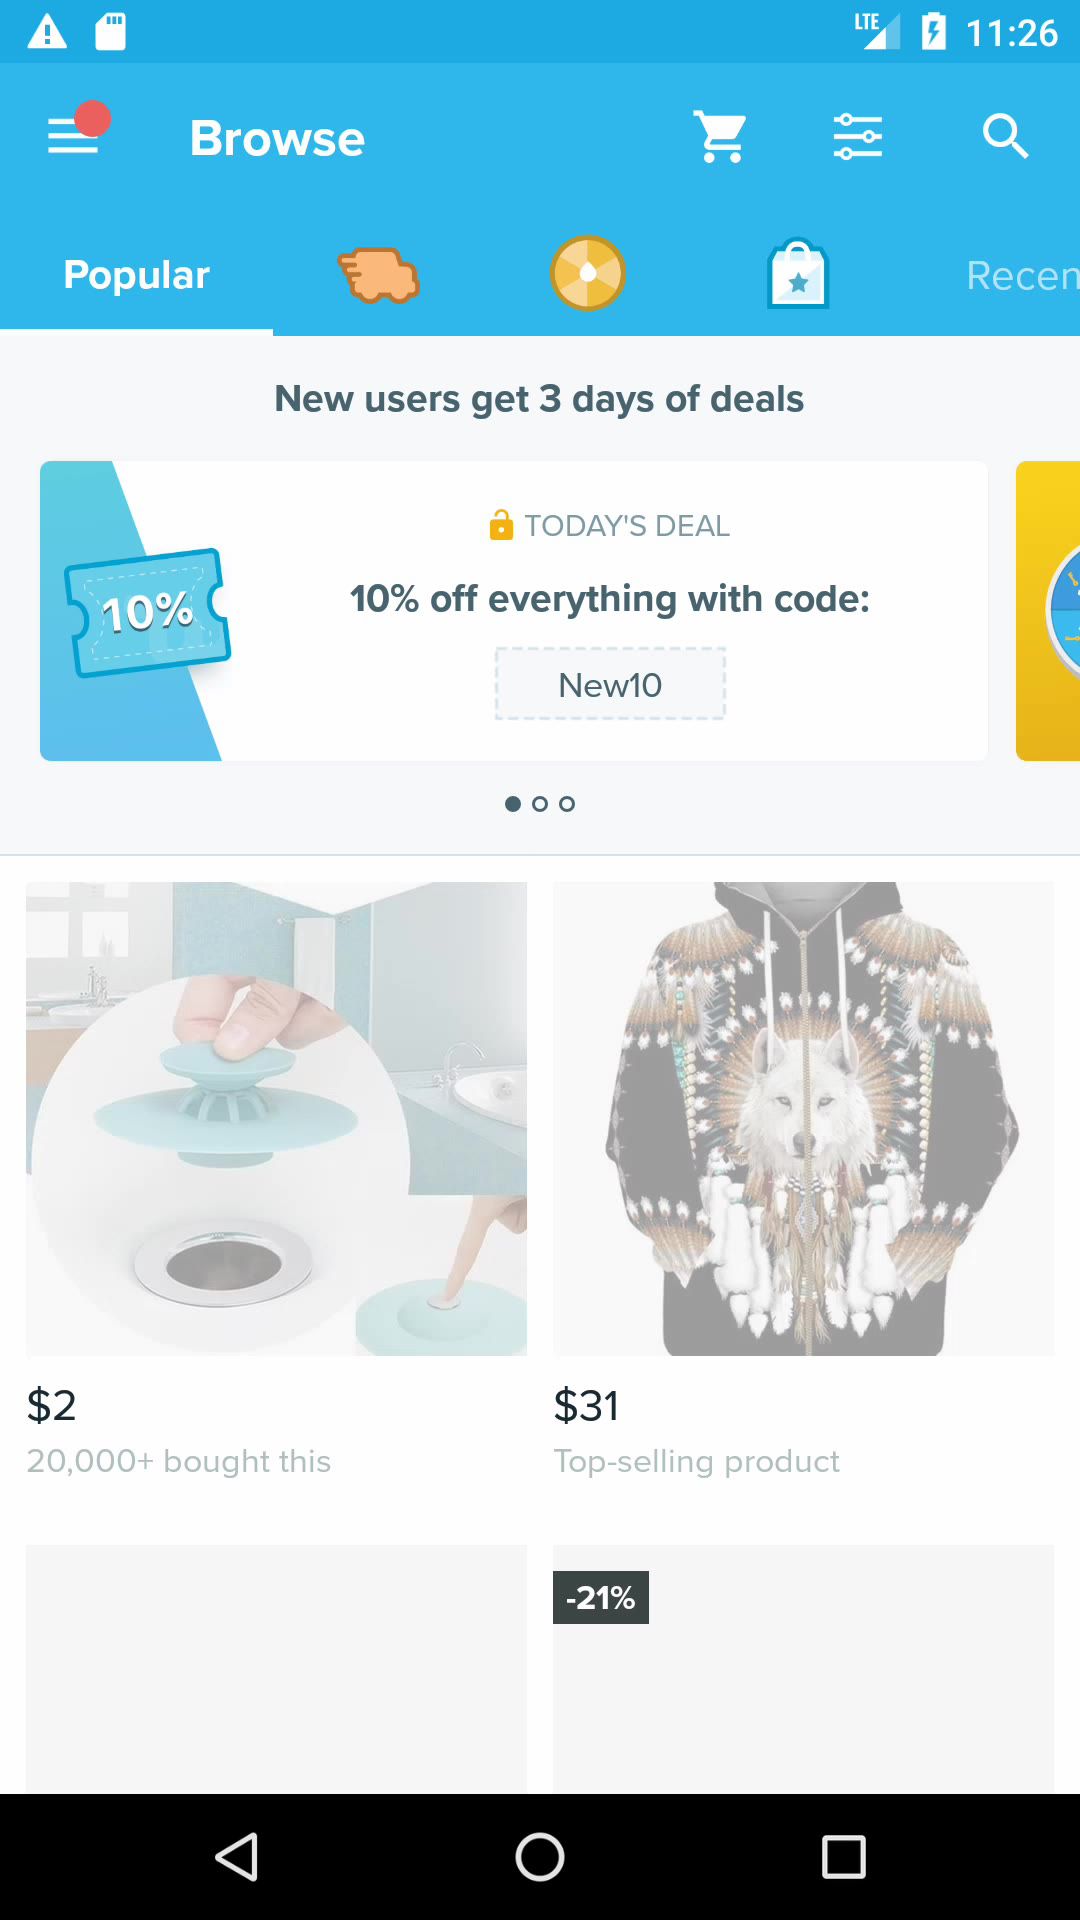 LTE 11:26
Browse
Popular
Recen
New users get 3 days of deals
10%
TODAY'S DEAL
10% off everything with code:
New10
$2
20,000+ bought this
$31
Top-selling product
-21%